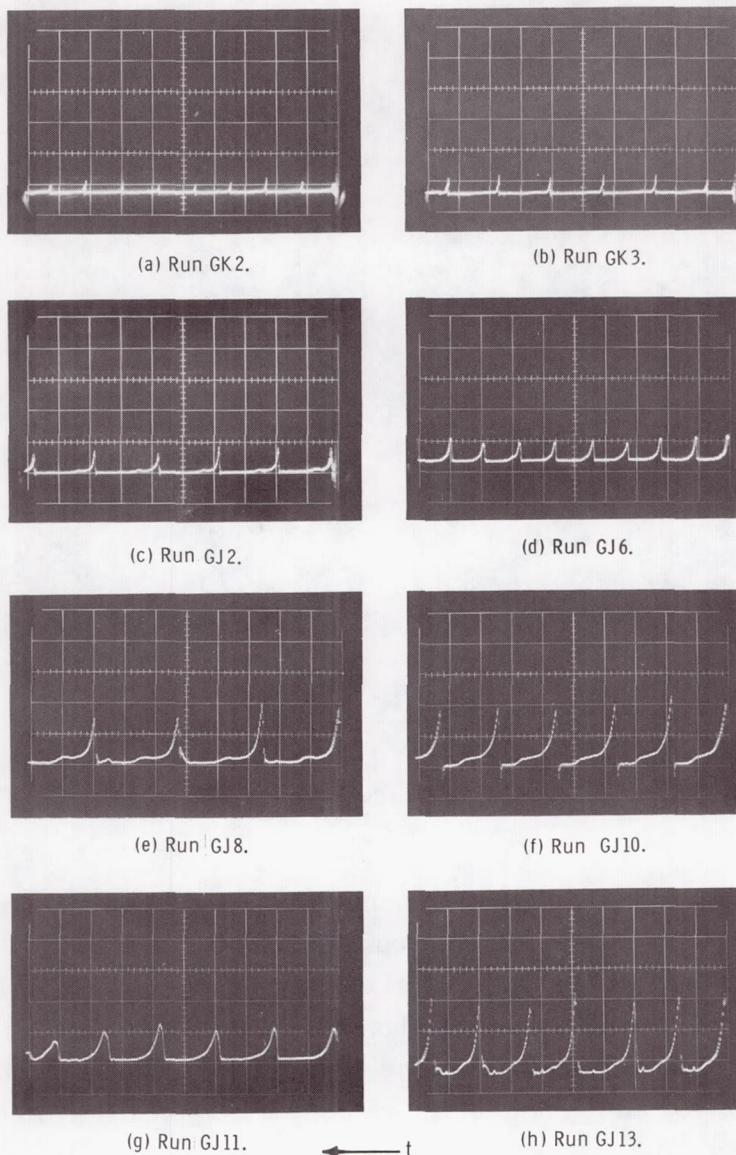 (a) Run GK2.
(b) Run GK3.
(c) Run GJ2.
(d) Run GJ6.
(e) Run GJ8.
(f) Run GJ10.
(g) Run GJ11.
t
(h) Run GJ13.